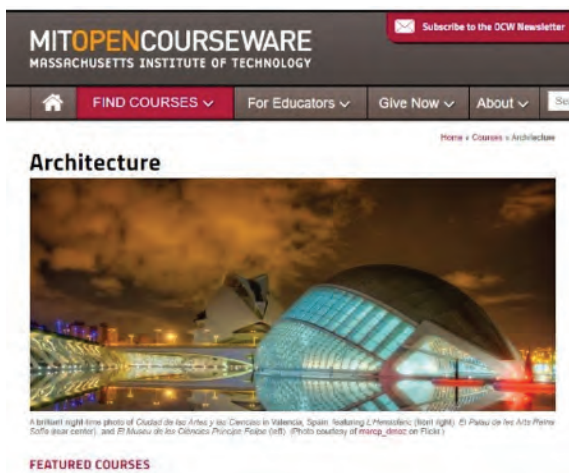 Subscribe to the OCW Newsletter
MITOPENCOURSEWARE
MASSACHUSETTS INSTITUTE OF TECHNOLOGY
FIND COURSES For Educators Give Now About Se
Home » Courses » Architecture
Architecture
A brilliant night-time photo of Ciudad de las Artes y las Ciencias in Valencia, Spain, featuring L'Hemisfèric (front right), El Palau de les Arts Reina
Sofía (rear center), and El Museu de les Ciències Príncipe Felipe (left). (Photo courtesy of marcp_dmoz on Flickr.)
FEATURED COURSES